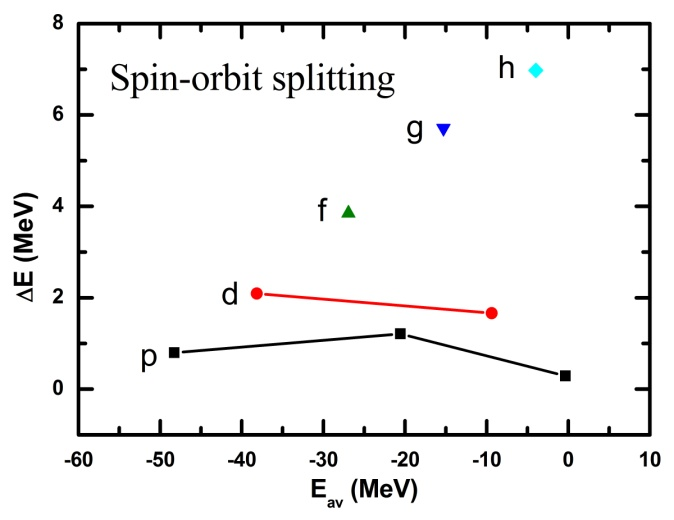 Spin-orbit splitting
h
g
f
d
p
8
6
4
2
0
-60 -50 -40 -30 -20 -10 0 10
ΔE (MeV)
E_av (MeV)